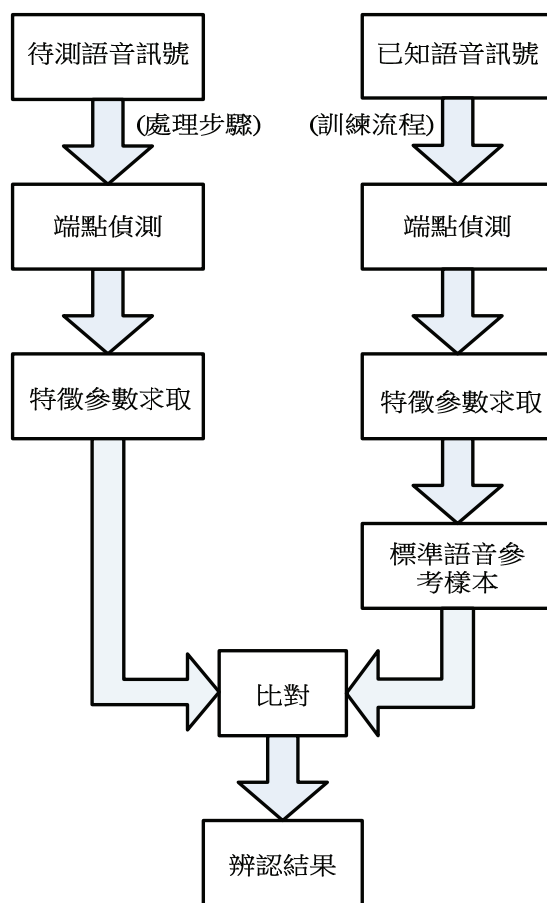 待測語音訊號
(處理步驟)
端點偵測
特徵參數求取
已知語音訊號
(訓練流程)
端點偵測
特徵參數求取
標準語音參
考樣本
比對
辨認結果